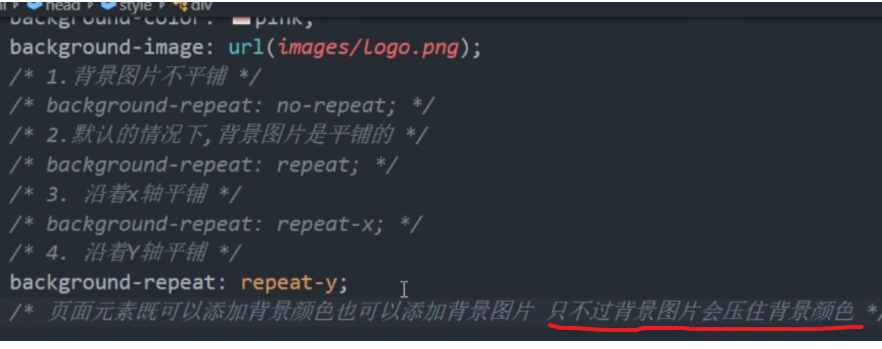 head › style › div
background-color: pink;
background-image: url(images/logo.png);
/* 1.背景图片不平铺 */
/* background-repeat: no-repeat; */
/* 2.默认的情况下,背景图片是平铺的 */
/* background-repeat: repeat; */
/* 3. 沿着x轴平铺 */
/* background-repeat: repeat-x; */
/* 4. 沿着Y轴平铺 */
background-repeat: repeat-y;
/* 页面元素既可以添加背景颜色也可以添加背景图片 只不过背景图片会压住背景颜色 */